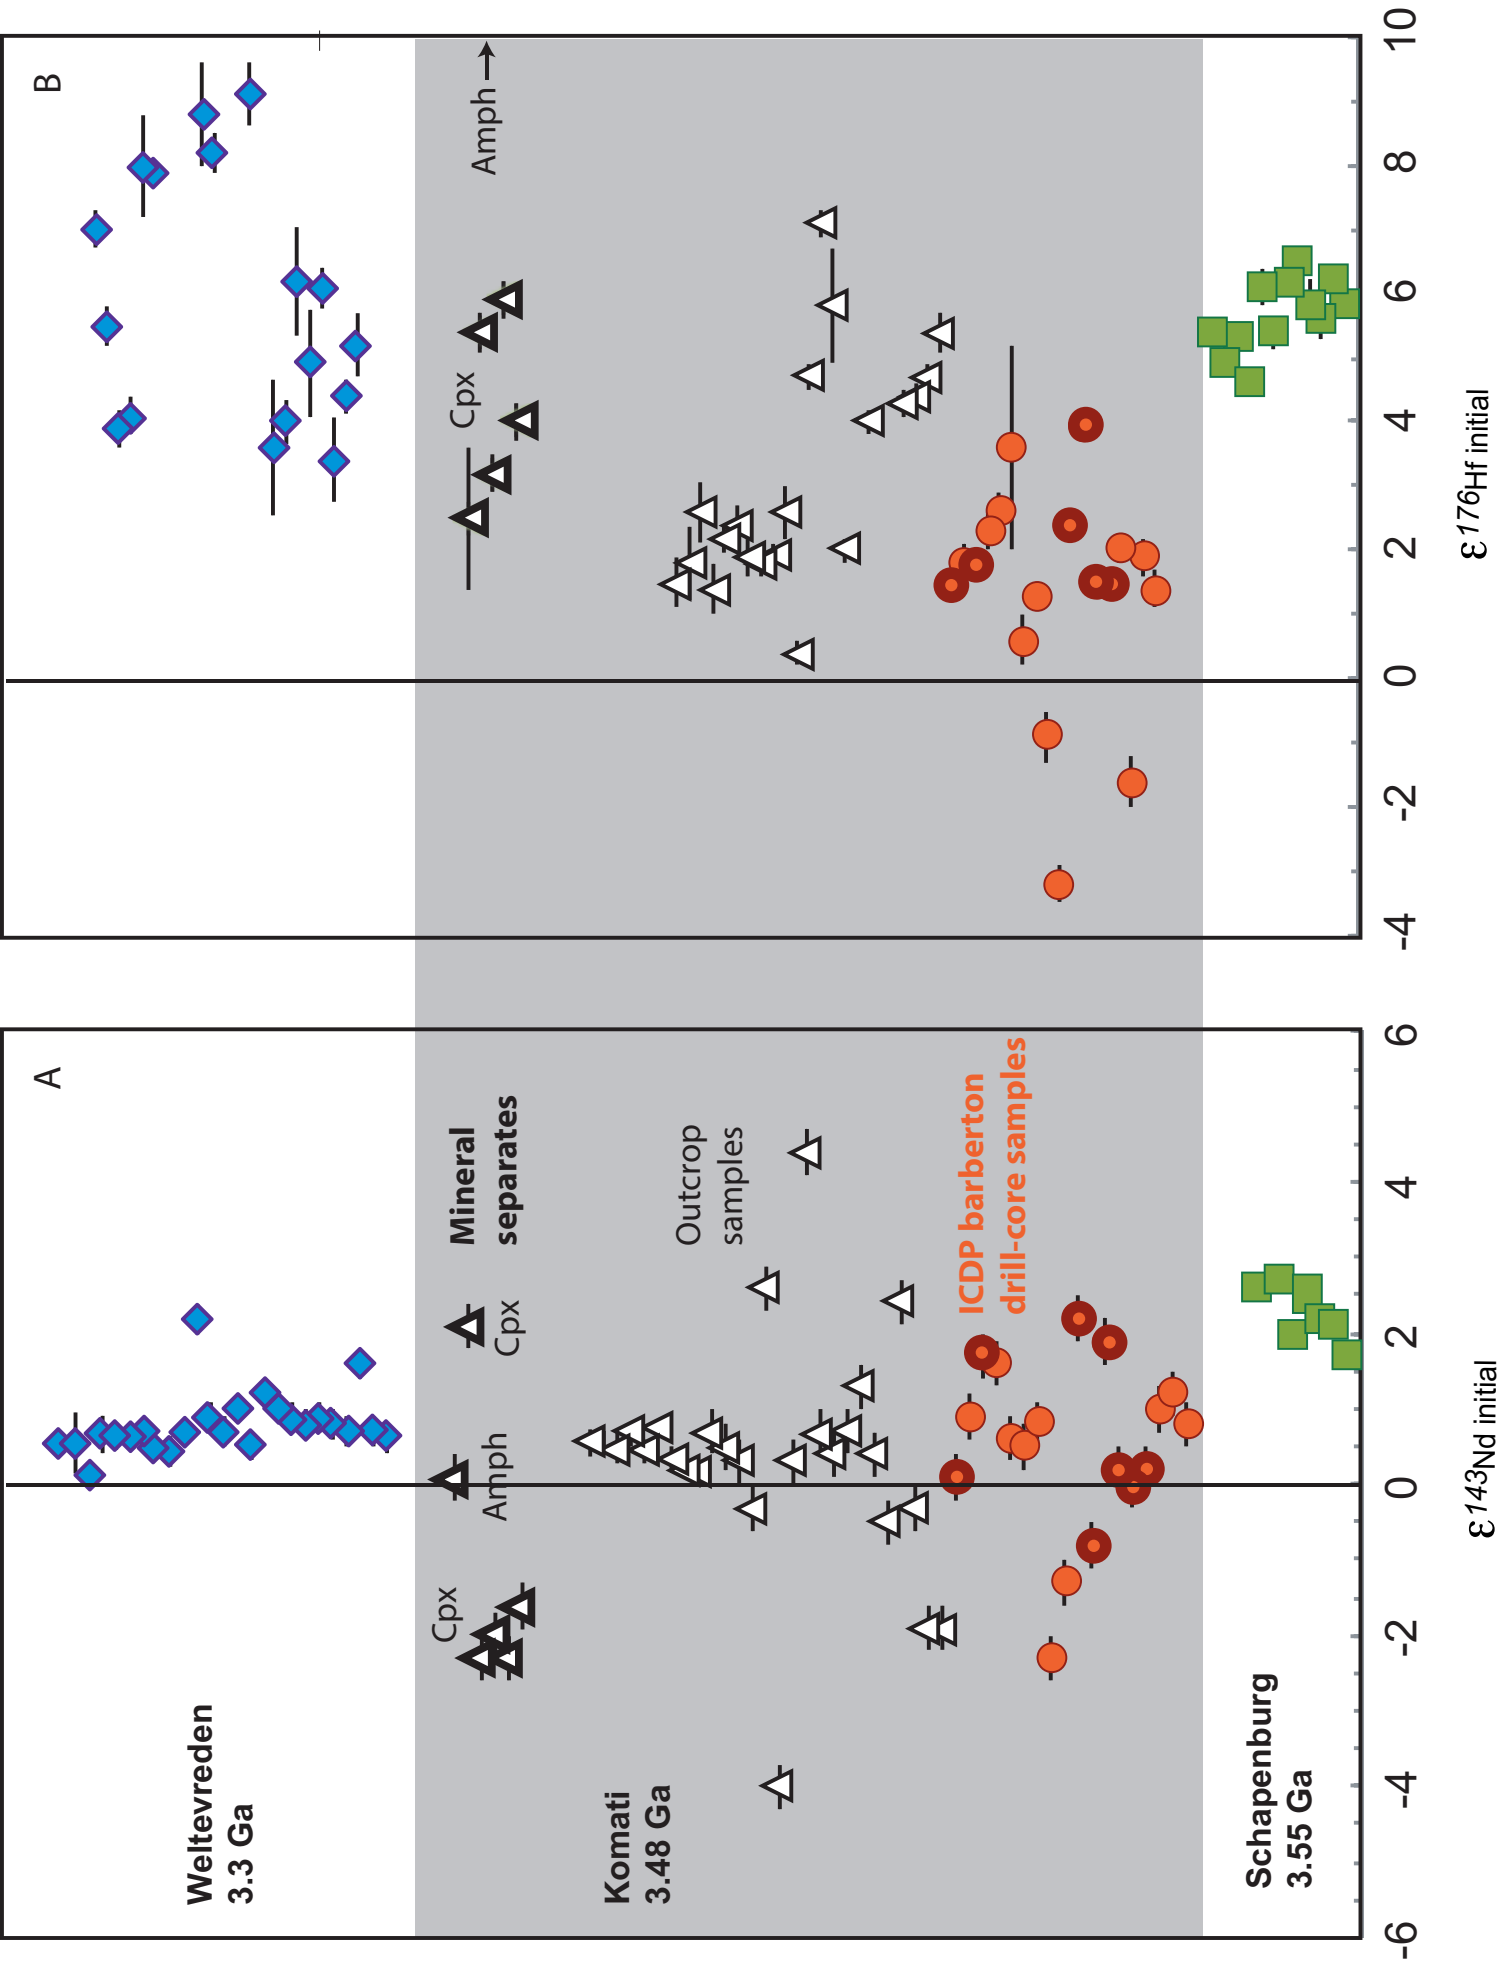 A
Weltevreden
3.3 Ga
Mineral
separates
Cpx
Cpx
Amph
Outcrop
samples
Komati
3.48 Ga
ICDP barberton
drill-core samples
Schapenburg
3.55 Ga
-6 -4 -2 0 2 4 6
ε¹⁴³Nd initial
B
Amph
Cpx
-4 -2 0 2 4 6 8 10
ε¹⁷⁶Hf initial